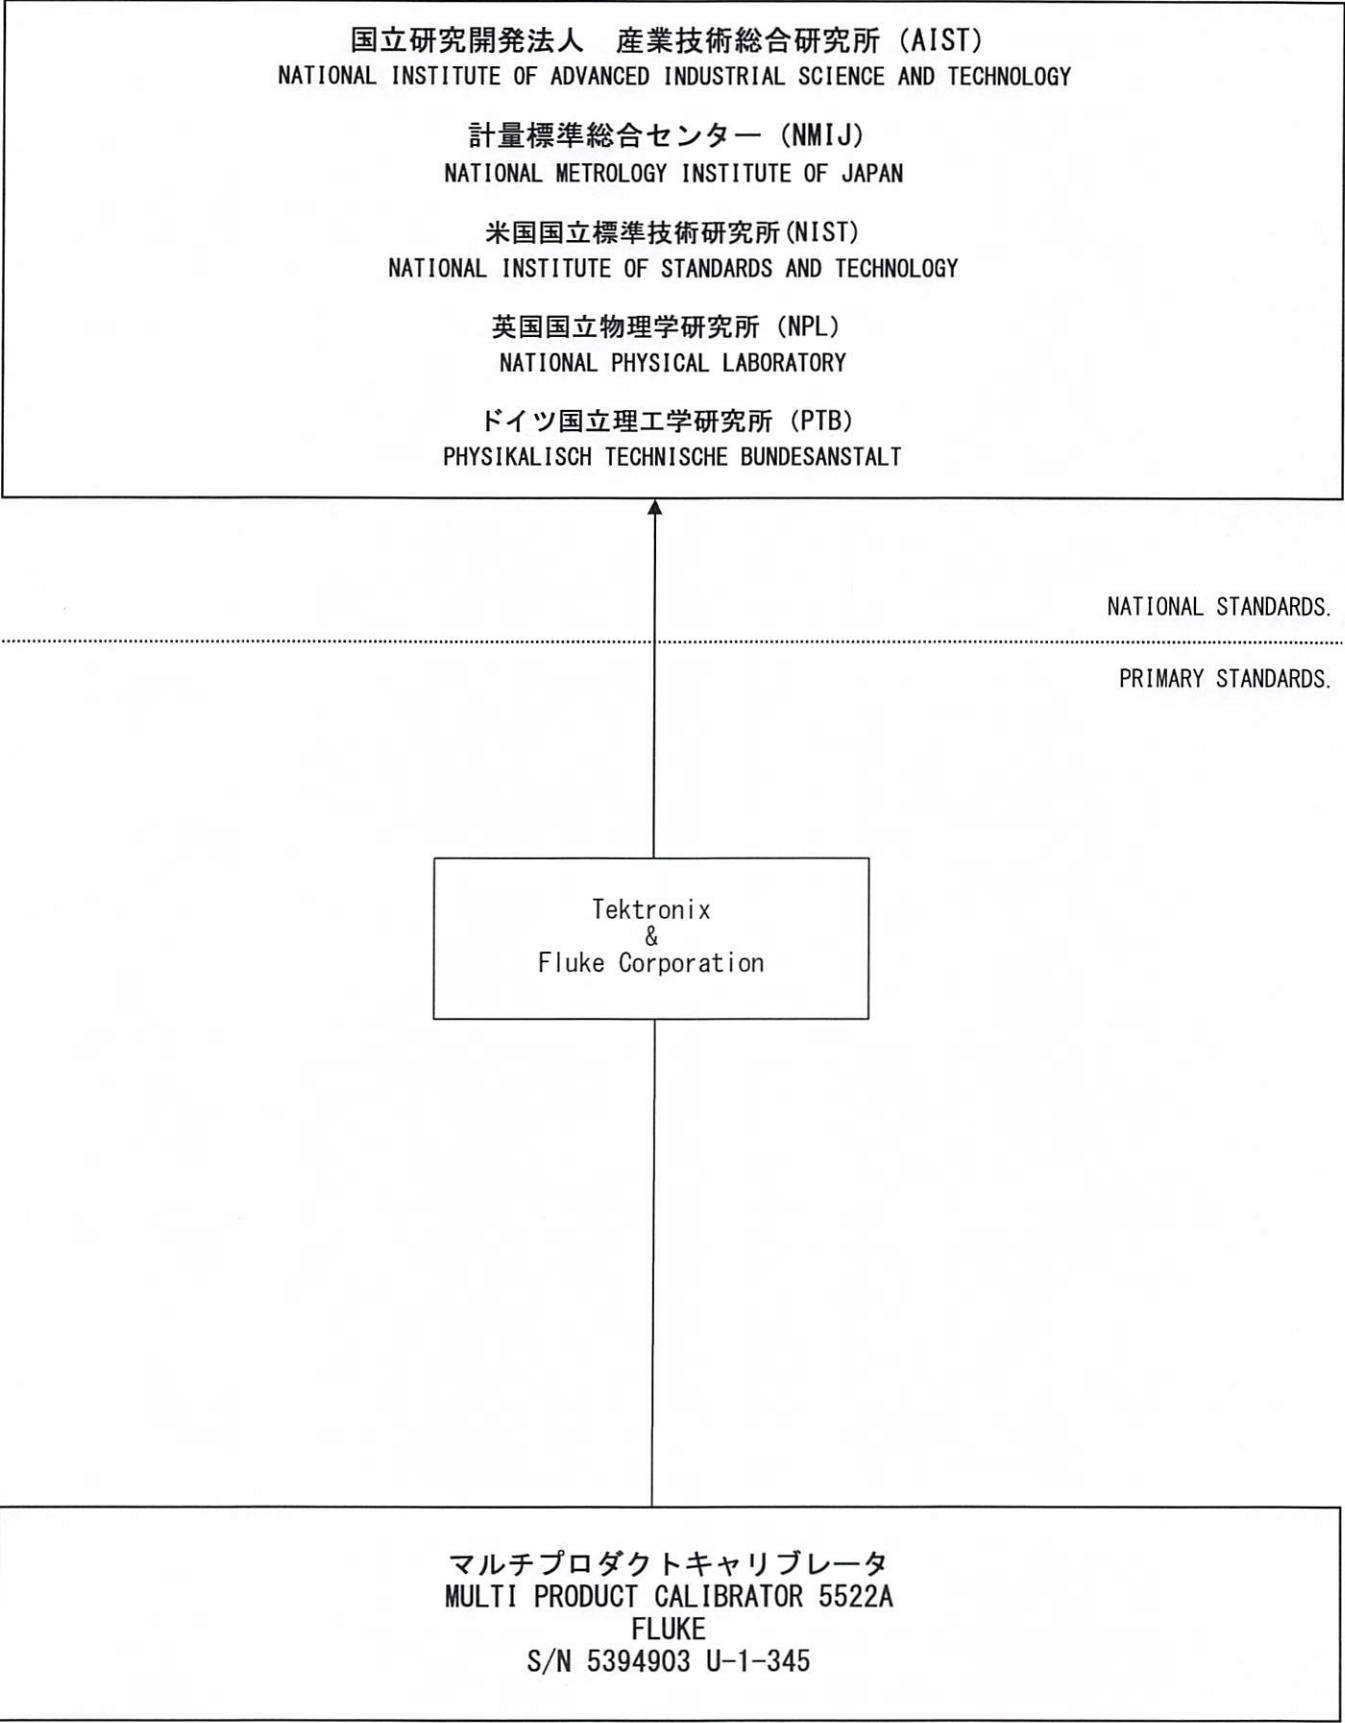 国立研究開発法人　産業技術総合研究所 (AIST)
NATIONAL INSTITUTE OF ADVANCED INDUSTRIAL SCIENCE AND TECHNOLOGY
計量標準総合センター (NMIJ)
NATIONAL METROLOGY INSTITUTE OF JAPAN
米国国立標準技術研究所(NIST)
NATIONAL INSTITUTE OF STANDARDS AND TECHNOLOGY
英国国立物理学研究所 (NPL)
NATIONAL PHYSICAL LABORATORY
ドイツ国立理工学研究所 (PTB)
PHYSIKALISCH TECHNISCHE BUNDESANSTALT
NATIONAL STANDARDS.
PRIMARY STANDARDS.
Tektronix
&
Fluke Corporation
マルチプロダクトキャリブレータ
MULTI PRODUCT CALIBRATOR 5522A
FLUKE
S/N 5394903 U-1-345